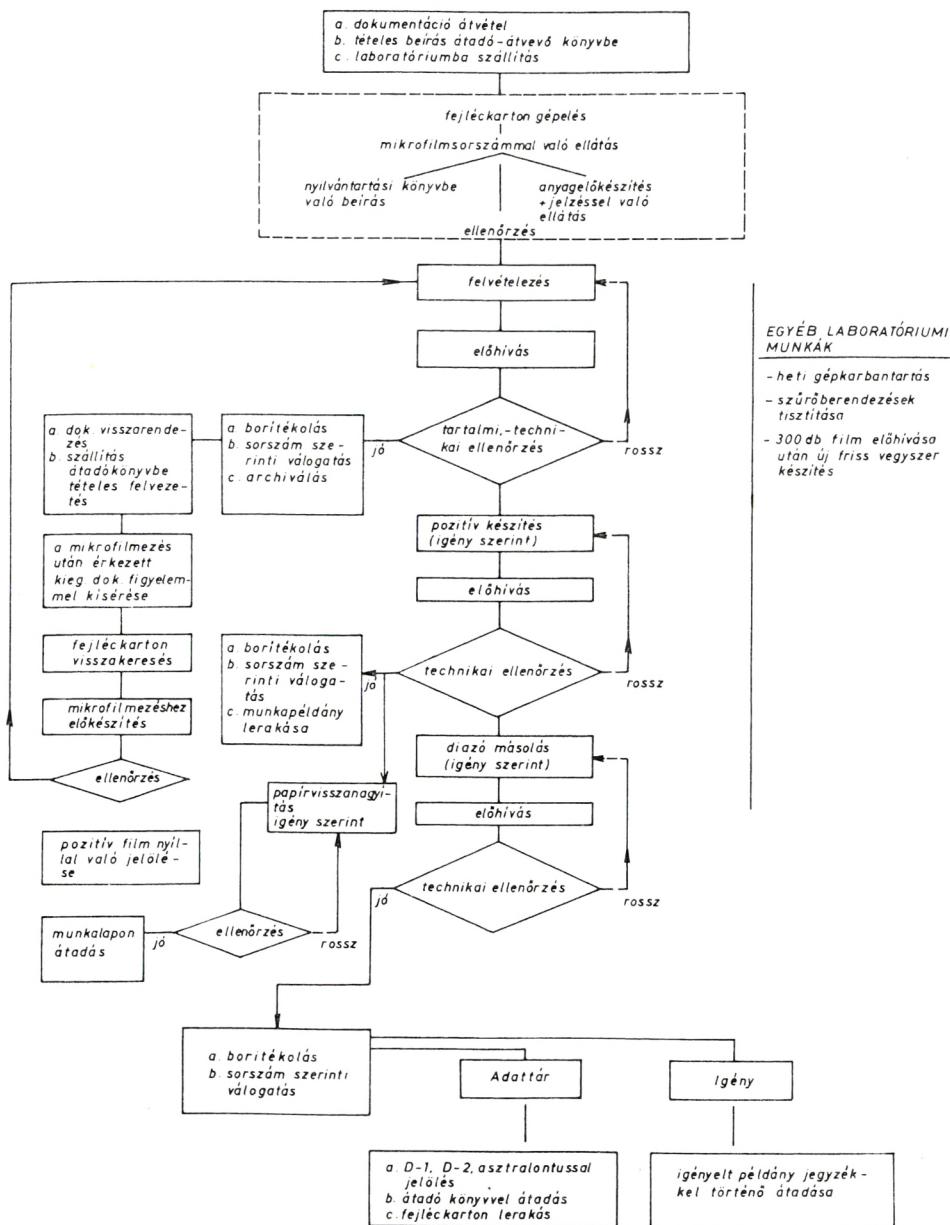 a. dokumentáció átvétel
b. tételes beírás átadó-átvevő könyvbe
c. laboratóriumba szállítás
fejléckarton gépelés
mikrofilmsorszámmal való ellátás
nyilvántartási könyvbe
való beírás
anyagelőkészítés
+ jelzéssel való
ellátás
ellenőrzés
felvételezés
előhívás
tartalmi,-techni-
kai ellenőrzés
jó
rossz
EGYÉB LABORATÓRIUMI
MUNKÁK
- heti gépkarbantartás
- szűrőberendezések
tisztítása
- 300 db film előhívása
után új friss vegyszer
készítés
a. dok. visszarende-
zés
b. szállítás
átadókönyvbe
tételes felveze-
tés
a. borítékolás
b. sorszám sze-
rinti válogatás
c. archiválás
pozitív készítés
(igény szerint)
előhívás
a mikrofilmezés
után érkezett
kieg. dok. figyelem-
mel kisérése
fejléckarton
visszakeresés
mikrofilmezéshez
előkészítés
ellenőrzés
a. borítékolás
b. sorszám sze-
rinti váloga-
tás
c. munkapéldány
lerakása
jó
technikai ellenőrzés
rossz
diazó másolás
(igény szerint)
előhívás
technikai ellenőrzés
jó
rossz
papírvisszanagyí-
tás
igény szerint
pozitív film nyíl-
lal való jelölé-
se
munkalapon
átadás
jó
ellenőrzés
rossz
a. boritékolás
b. sorszám szerinti
válogatás
Adattár
Igény
a. D-1, D-2, asztralontussal
jelölés
b. átadó könyvvel átadás
c. fejléckarton lerakás
igényelt példány jegyzék-
kel történő átadása